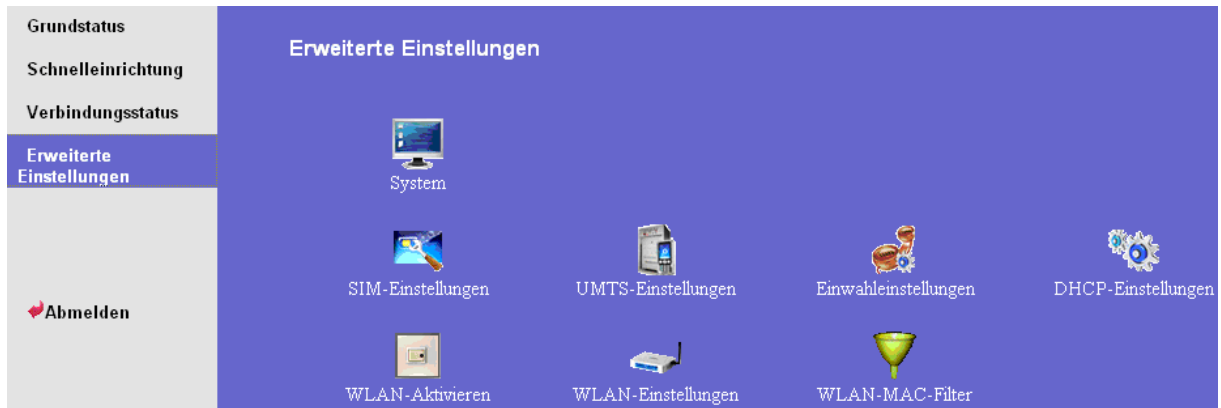 Grundstatus
Schnelleinrichtung
Verbindungsstatus
Erweiterte
Einstellungen
Abmelden
Erweiterte Einstellungen
System
SIM-Einstellungen
UMTS-Einstellungen
Einwahleinstellungen
DHCP-Einstellungen
WLAN-Aktivieren
WLAN-Einstellungen
WLAN-MAC-Filter